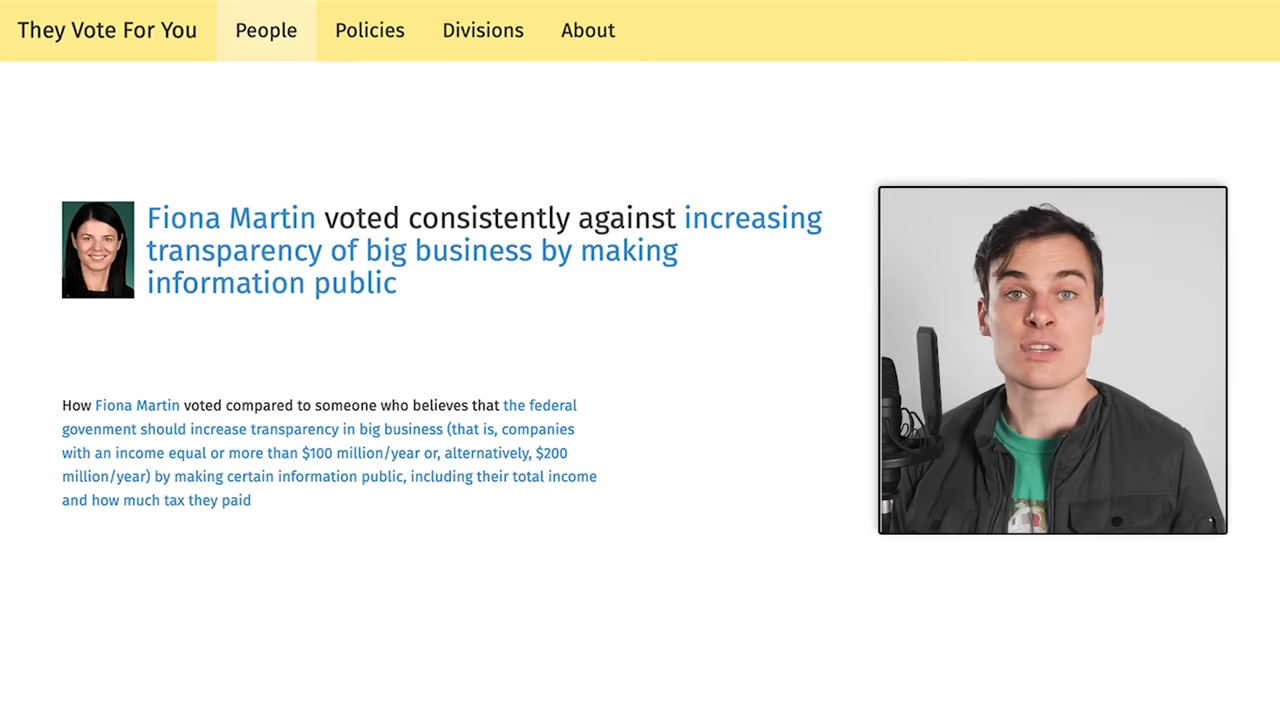 They Vote For You People Policies Divisions About
Fiona Martin voted consistently against increasing
transparency of big business by making
information public
How Fiona Martin voted compared to someone who believes that the federal
govenment should increase transparency in big business (that is, companies
with an income equal or more than $100 million/year or, alternatively, $200
million/year) by making certain information public, including their total income
and how much tax they paid